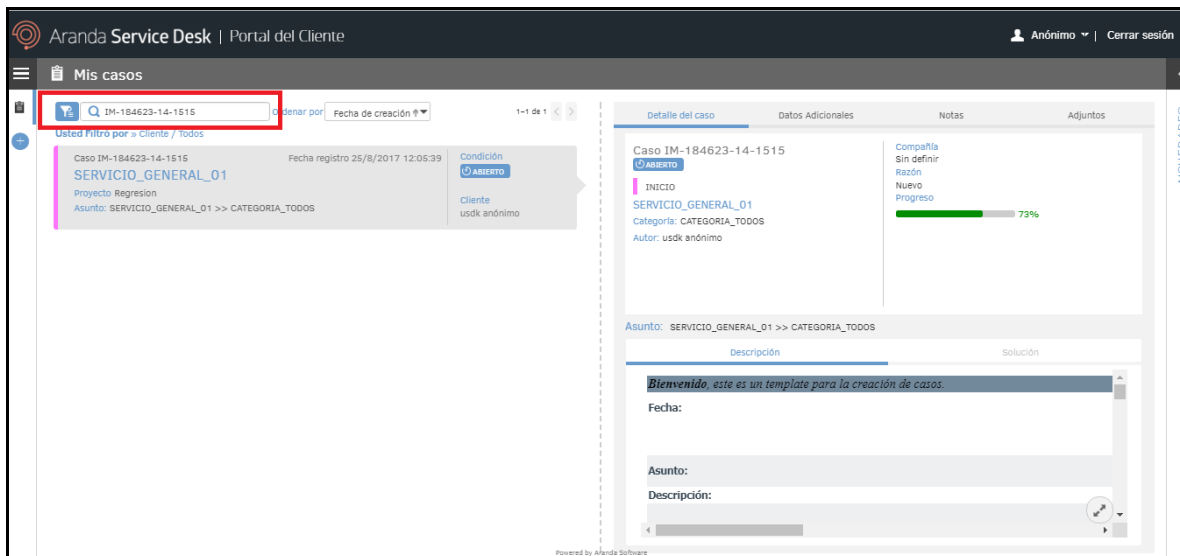 Aranda Service Desk | Portal del Cliente
Anónimo | Cerrar sesión
Mis casos
IM-184623-14-1515
Ordenar por Fecha de creación
1-1 de 1
Usted Filtró por » Cliente / Todos
Caso IM-184623-14-1515
Fecha registro 25/8/2017 12:05:39
SERVICIO_GENERAL_01
Proyecto Regresion
Asunto: SERVICIO_GENERAL_01 >> CATEGORIA_TODOS
Condición
ABIERTO
Cliente
usdk anónimo
Detalle del caso
Datos Adicionales
Notas
Adjuntos
Caso IM-184623-14-1515
ABIERTO
INICIO
SERVICIO_GENERAL_01
Categoría: CATEGORIA_TODOS
Autor: usdk anónimo
Compañía
Sin definir
Razón
Nuevo
Progreso
73%
Asunto: SERVICIO_GENERAL_01 >> CATEGORIA_TODOS
Descripción
Solución
Bienvenido, este es un template para la creación de casos.
Fecha:
Asunto:
Descripción:
NOVEDADES
Powered by Aranda Software